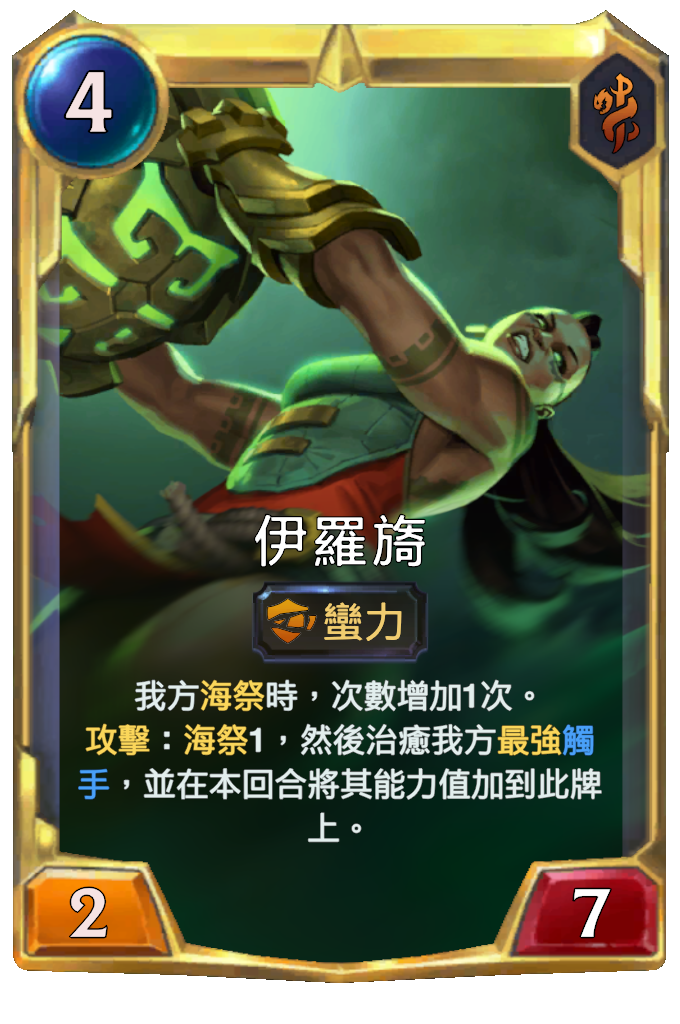 4
伊羅旖
蠻力
我方海祭時，次數增加1次。
攻擊：海祭1，然後治癒我方最強觸
手，並在本回合將其能力值加到此牌
上。
2
7